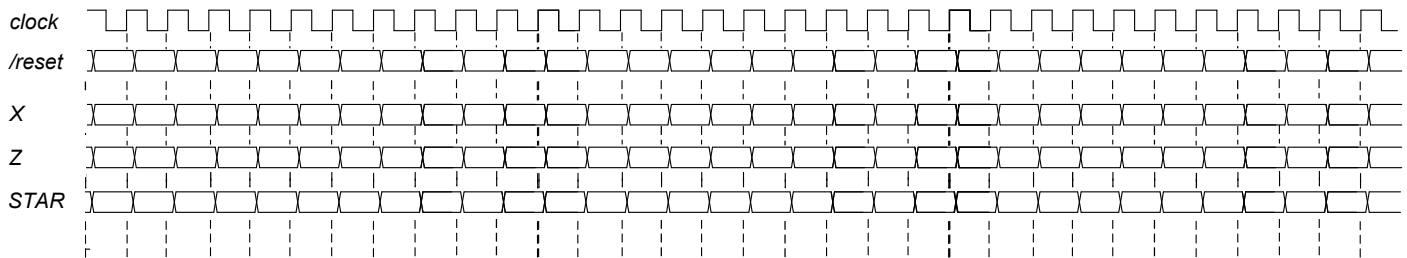 clock
/reset
X
Z
STAR